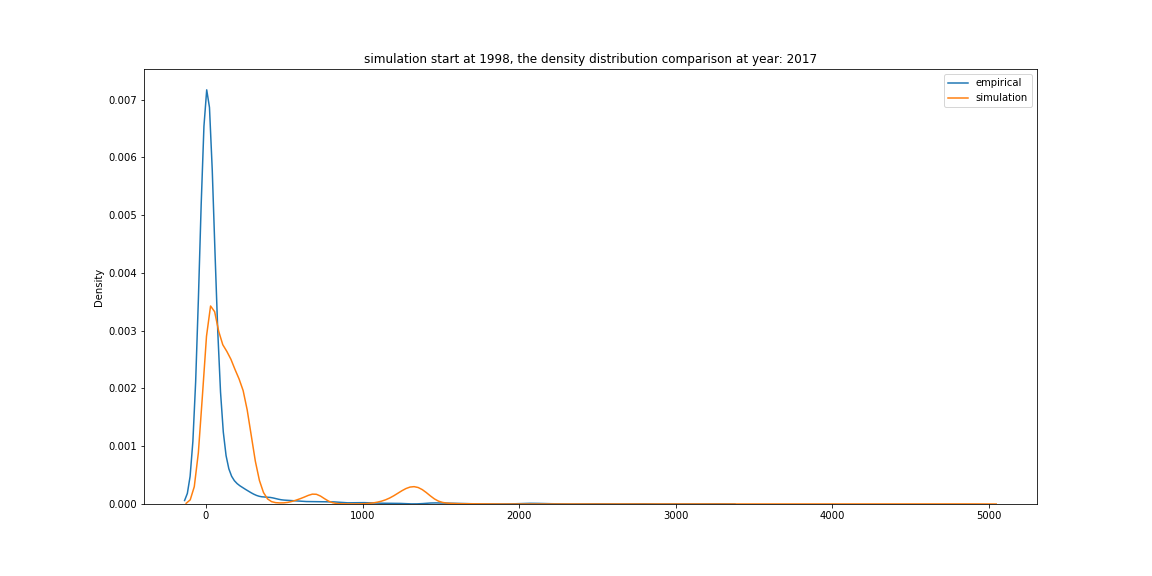 simulation start at 1998, the density distribution comparison at year: 2017
empirical
simulation
0.007
0.006
0.005
0.004
0.003
0.002
0.001
0.000
Density
0 1000 2000 3000 4000 5000